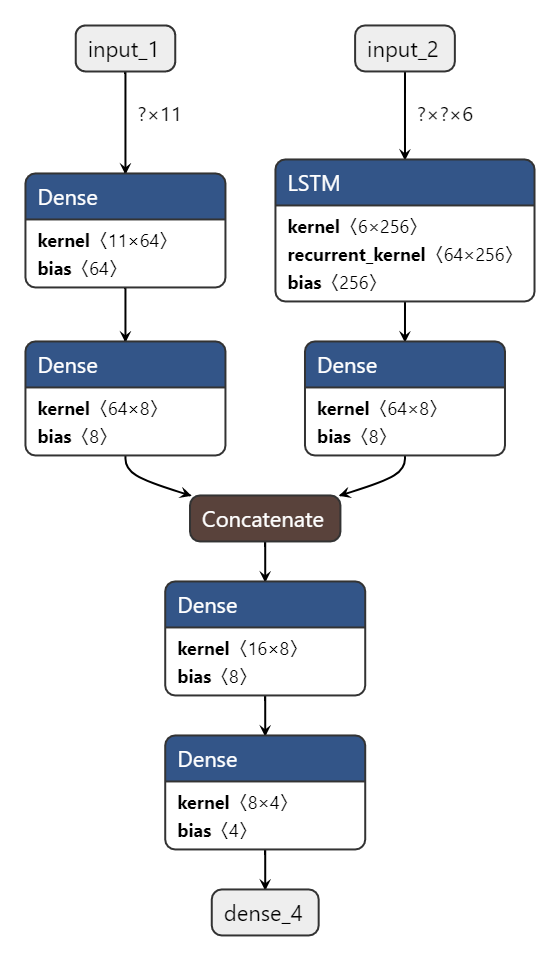 input_1
input_2
?×11
?×?×6
Dense
kernel〈11×64〉
bias〈64〉
LSTM
kernel〈6×256〉
recurrent_kernel〈64×256〉
bias〈256〉
Dense
kernel〈64×8〉
bias〈8〉
Dense
kernel〈64×8〉
bias〈8〉
Concatenate
Dense
kernel〈16×8〉
bias〈8〉
Dense
kernel〈8×4〉
bias〈4〉
dense_4